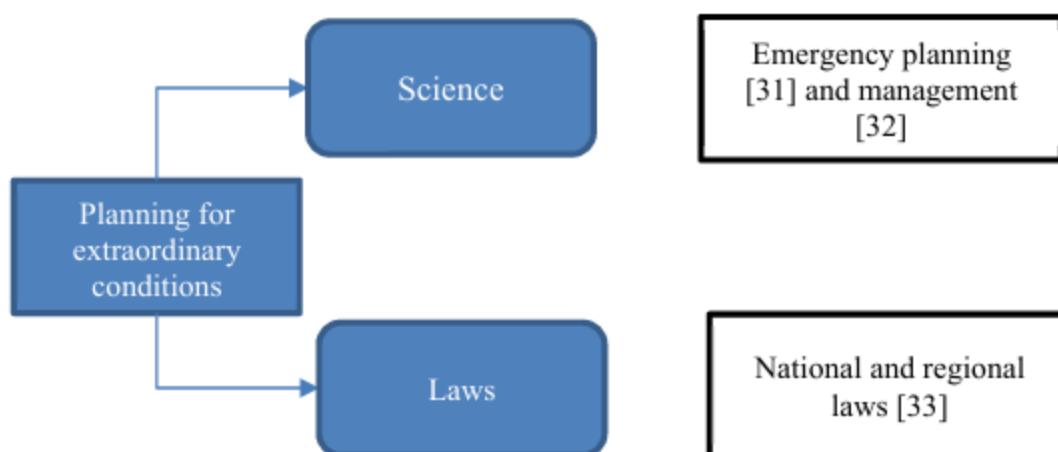 Science
Emergency planning
[31] and management
[32]
Planning for
extraordinary
conditions
Laws
National and regional
laws [33]